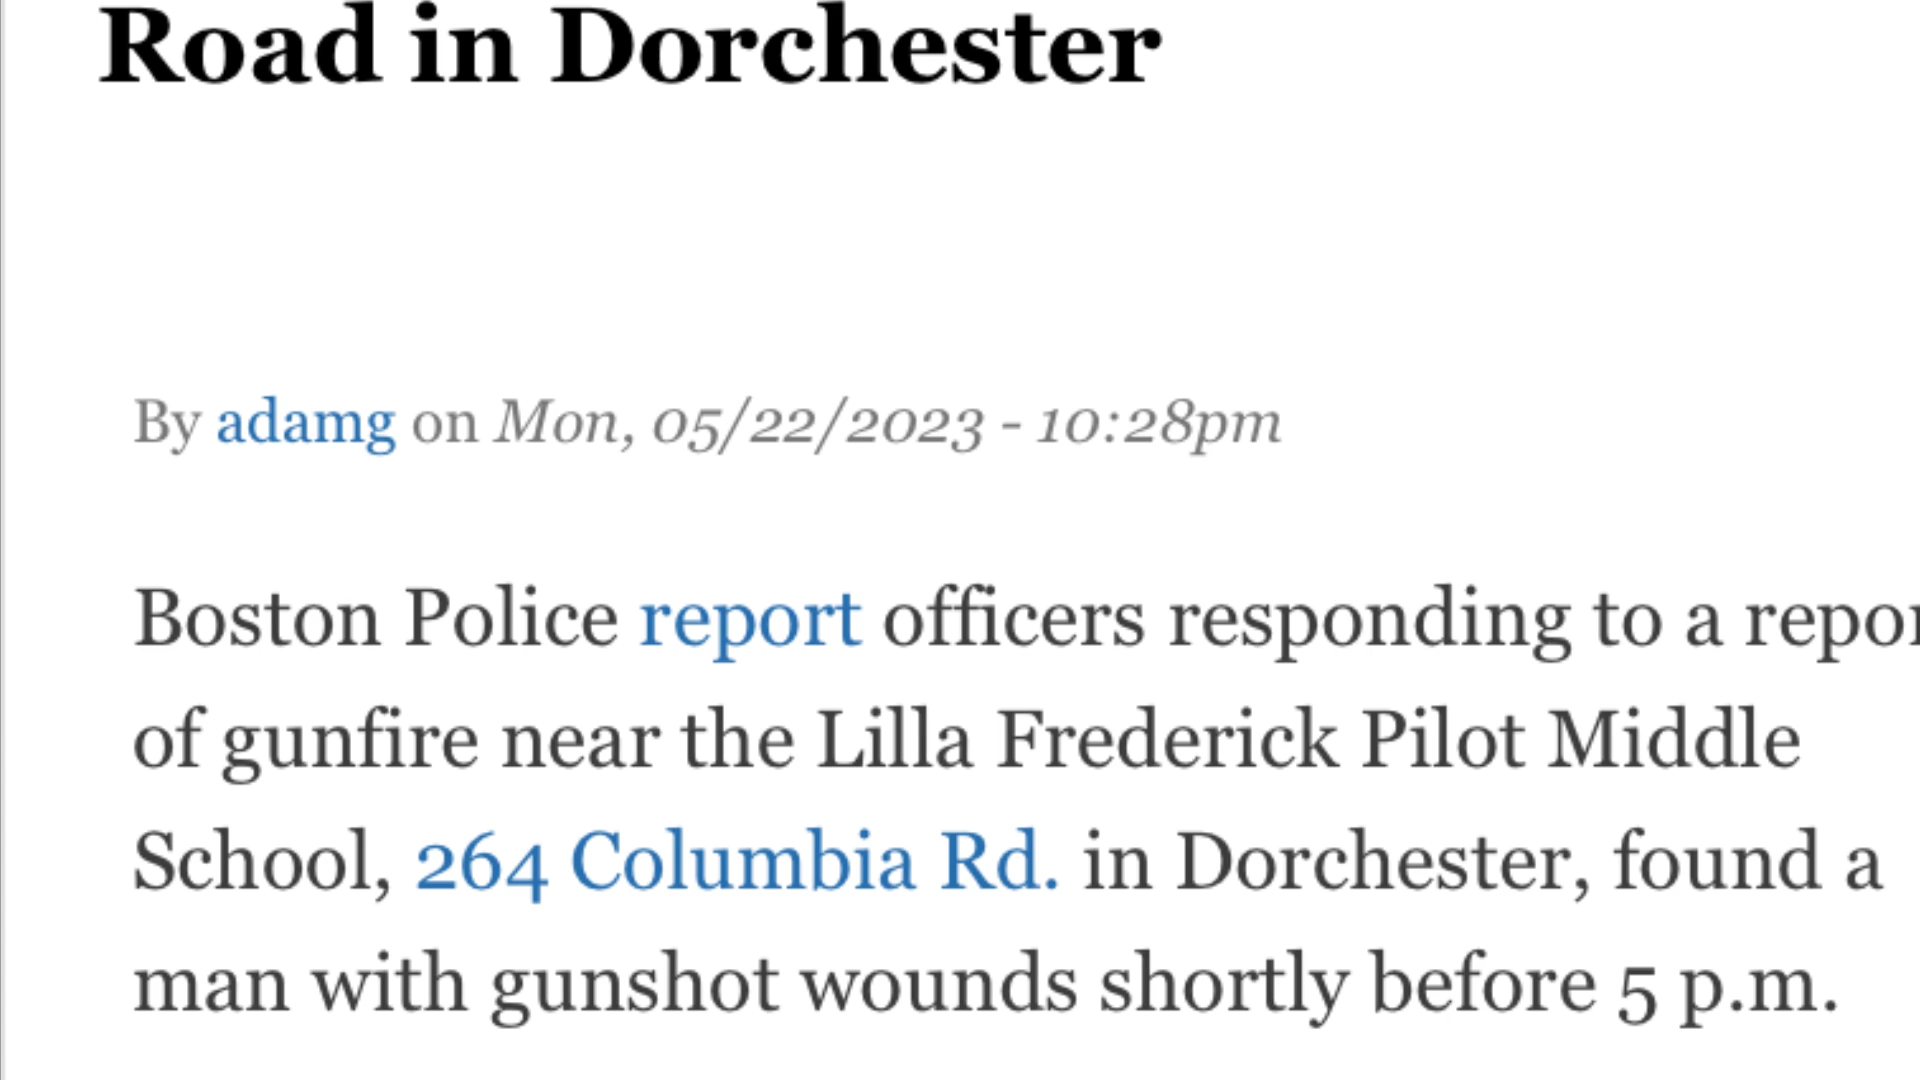 Road in Dorchester
By adamg on Mon, 05/22/2023 - 10:28pm
Boston Police report officers responding to a repor
of gunfire near the Lilla Frederick Pilot Middle
School, 264 Columbia Rd. in Dorchester, found a
man with gunshot wounds shortly before 5 p.m.